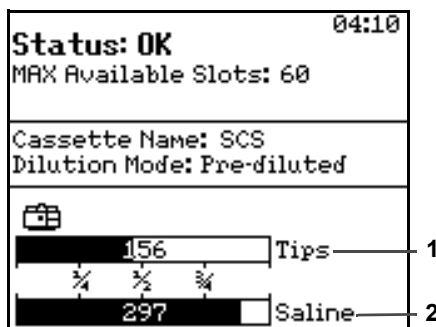 04:10
Status: OK
MAX Available Slots: 60
Cassette Name: SCS
Dilution Mode: Pre-diluted
156 Tips 1
¼ ½ ¾
297 Saline 2